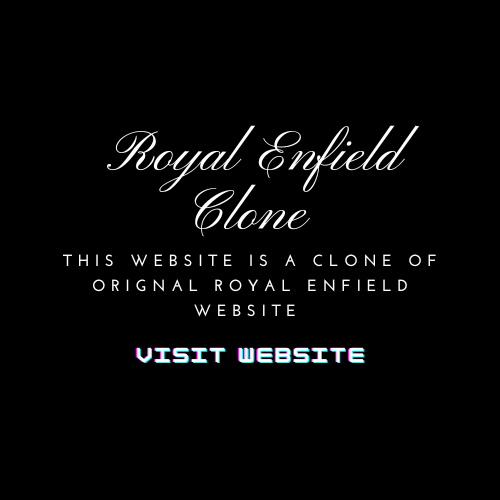 Royal Enfield
Clone
THIS WEBSITE IS A CLONE OF
ORIGNAL ROYAL ENFIELD
WEBSITE
VISIT WEBSITE